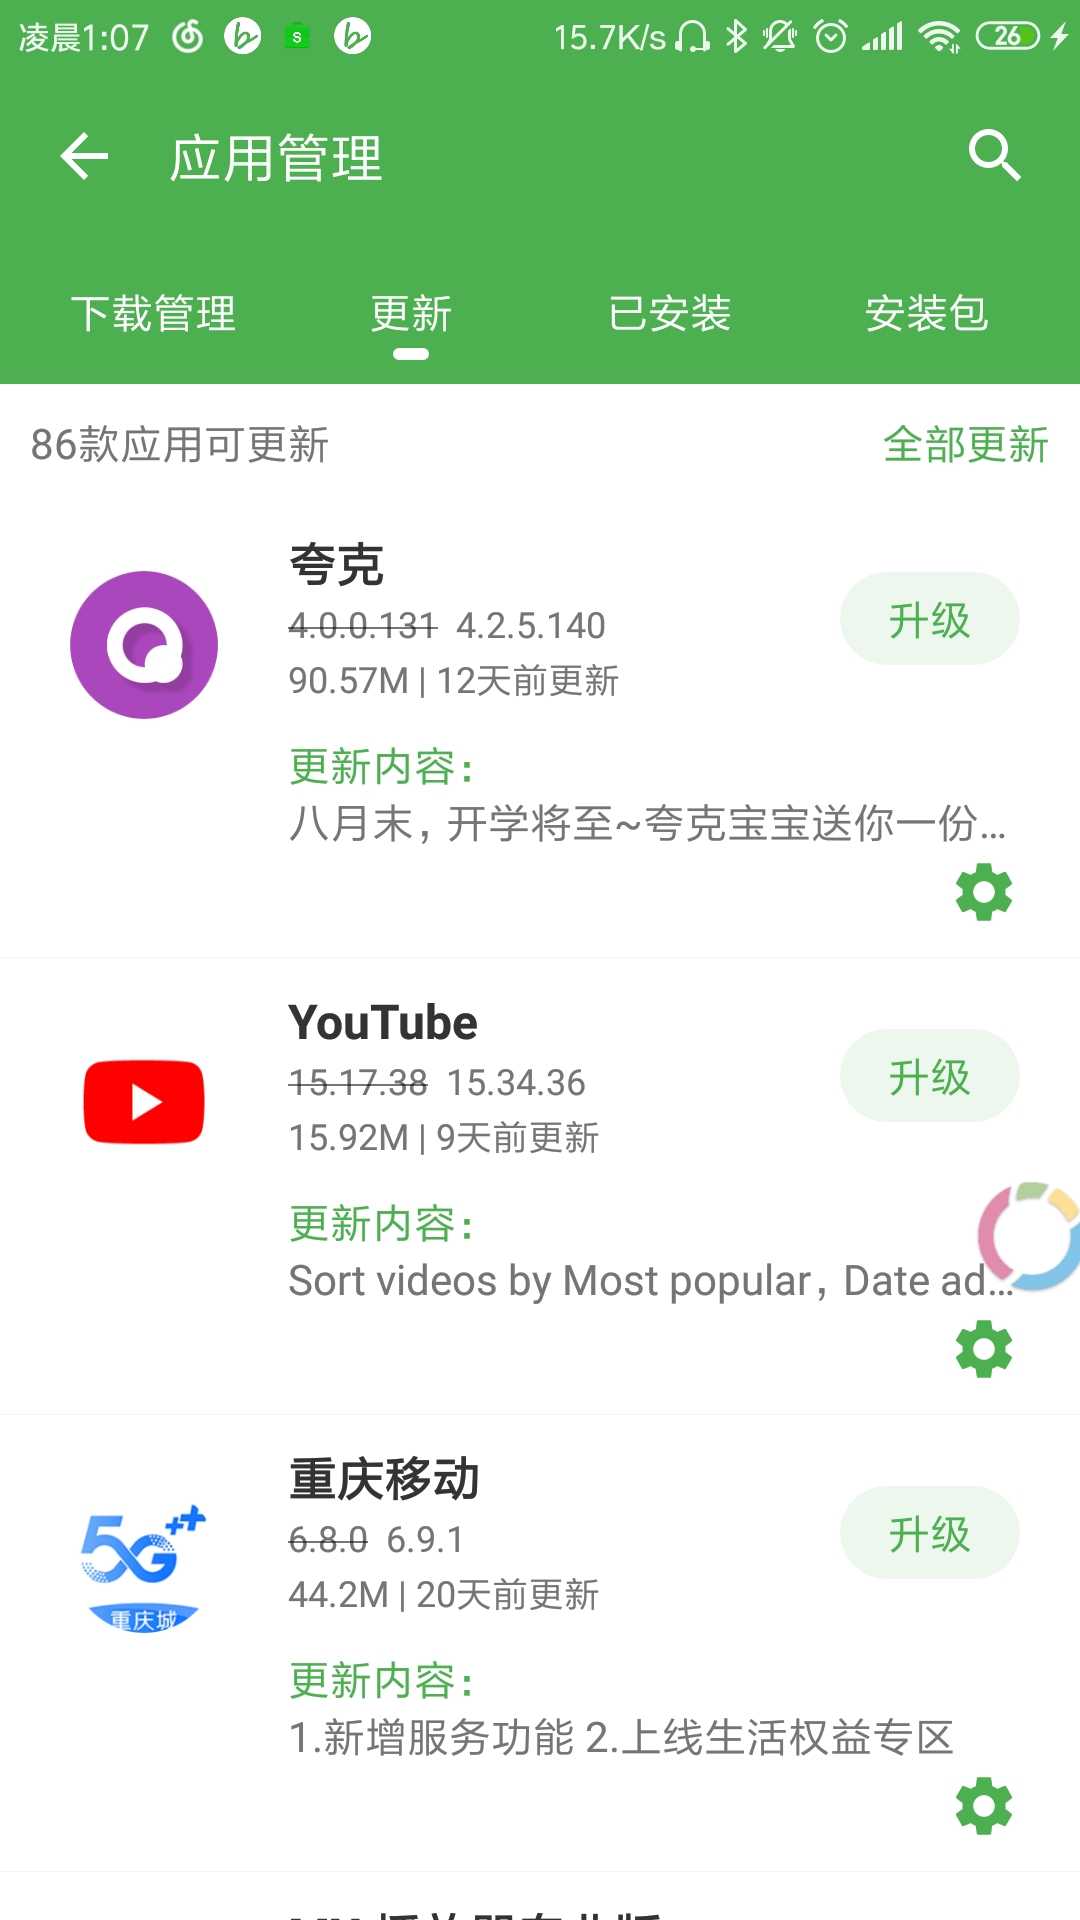 凌晨1:07 15.7K/s 26
应用管理
下载管理 更新 已安装 安装包
86款应用可更新 全部更新
夸克
4.0.0.131 4.2.5.140
升级
90.57M | 12天前更新
更新内容：
八月末，开学将至~夸克宝宝送你一份...
YouTube
15.17.38 15.34.36
升级
15.92M | 9天前更新
更新内容：
Sort videos by Most popular，Date ad...
重庆移动
6.8.0 6.9.1
升级
5G++
重庆城
44.2M | 20天前更新
更新内容：
1.新增服务功能 2.上线生活权益专区